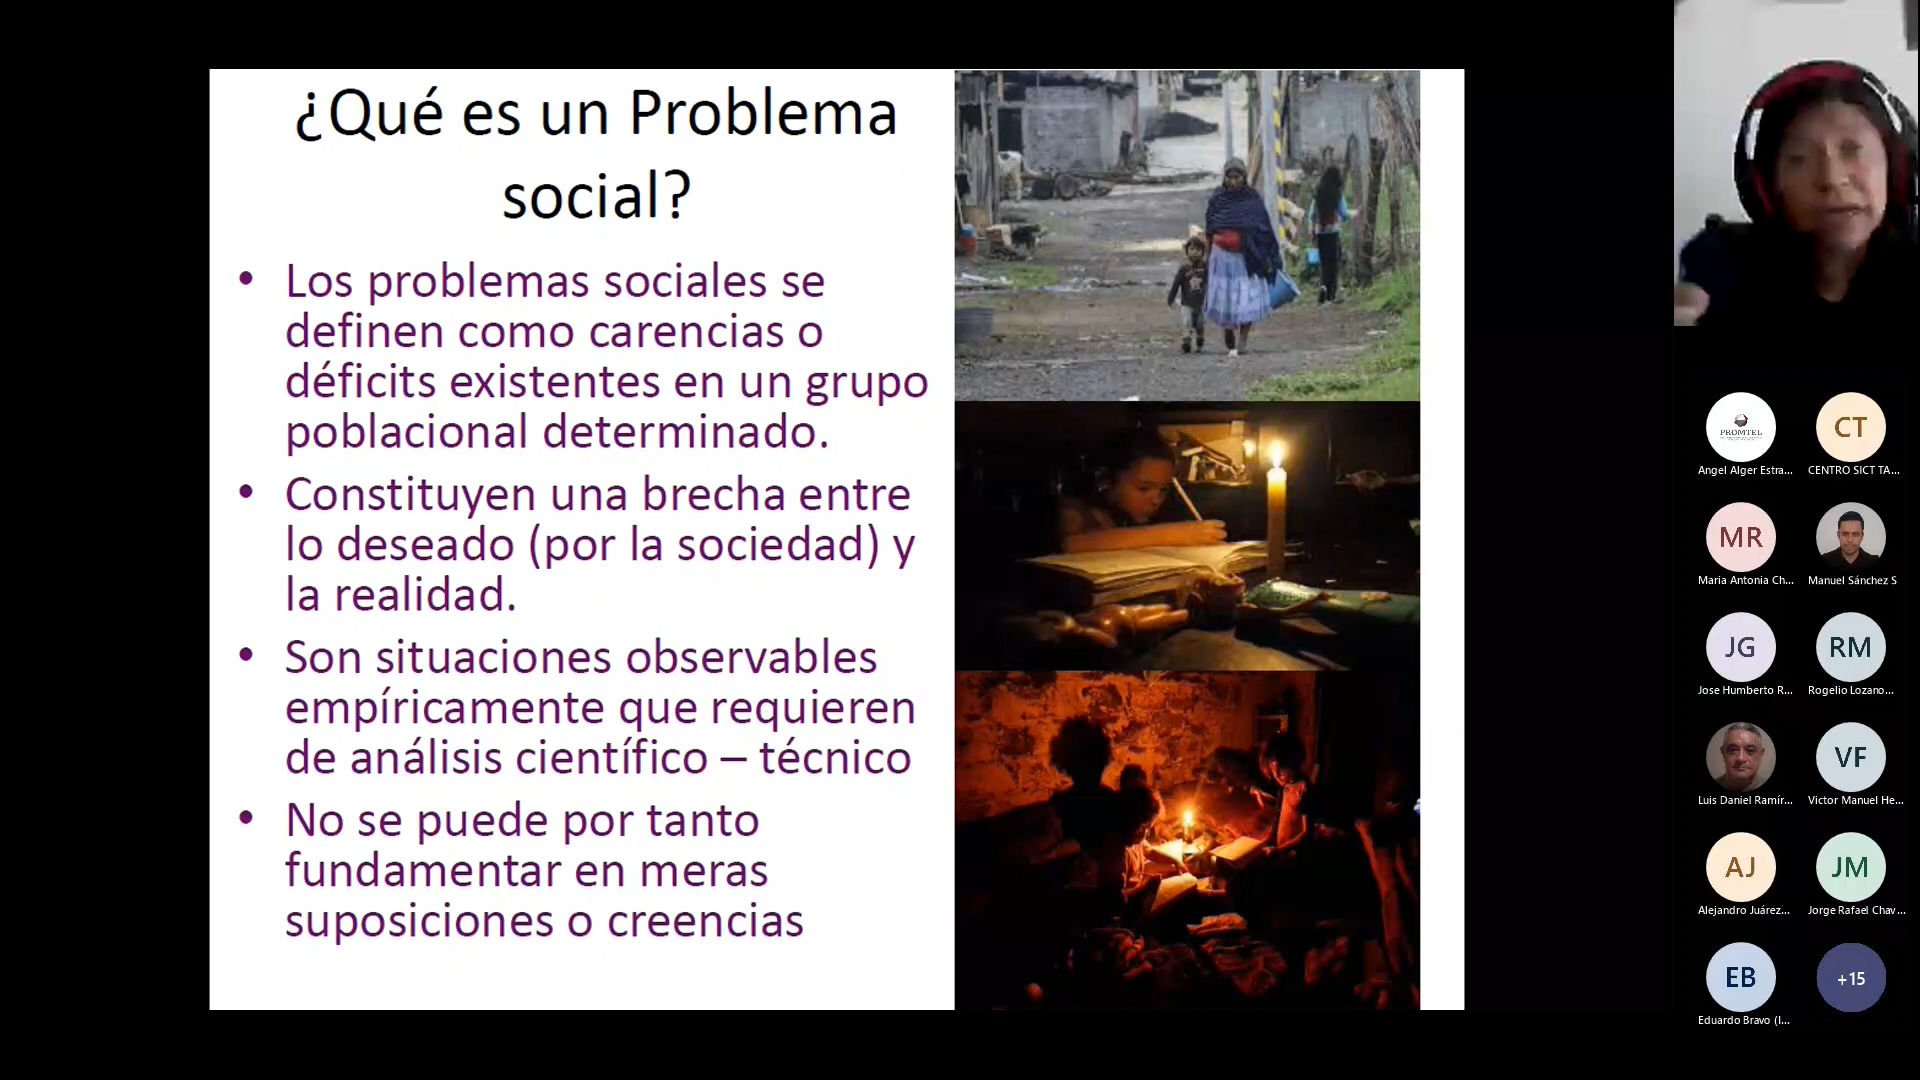 ¿Qué es un Problema
social?
• Los problemas sociales se
definen como carencias o
déficits existentes en un grupo
poblacional determinado.
• Constituyen una brecha entre
lo deseado (por la sociedad) y
la realidad.
• Son situaciones observables
empíricamente que requieren
de análisis científico – técnico
• No se puede por tanto
fundamentar en meras
suposiciones o creencias
PROMTEL
CT
Angel Alger Estra...
CENTRO SICT TA...
MR
Maria Antonia Ch...
Manuel Sánchez S
JG
RM
Jose Humberto R...
Rogelio Lozano...
VF
Luis Daniel Ramír...
Victor Manuel He...
AJ
JM
Alejandro Juárez...
Jorge Rafael Chav...
EB
+15
Eduardo Bravo (I...